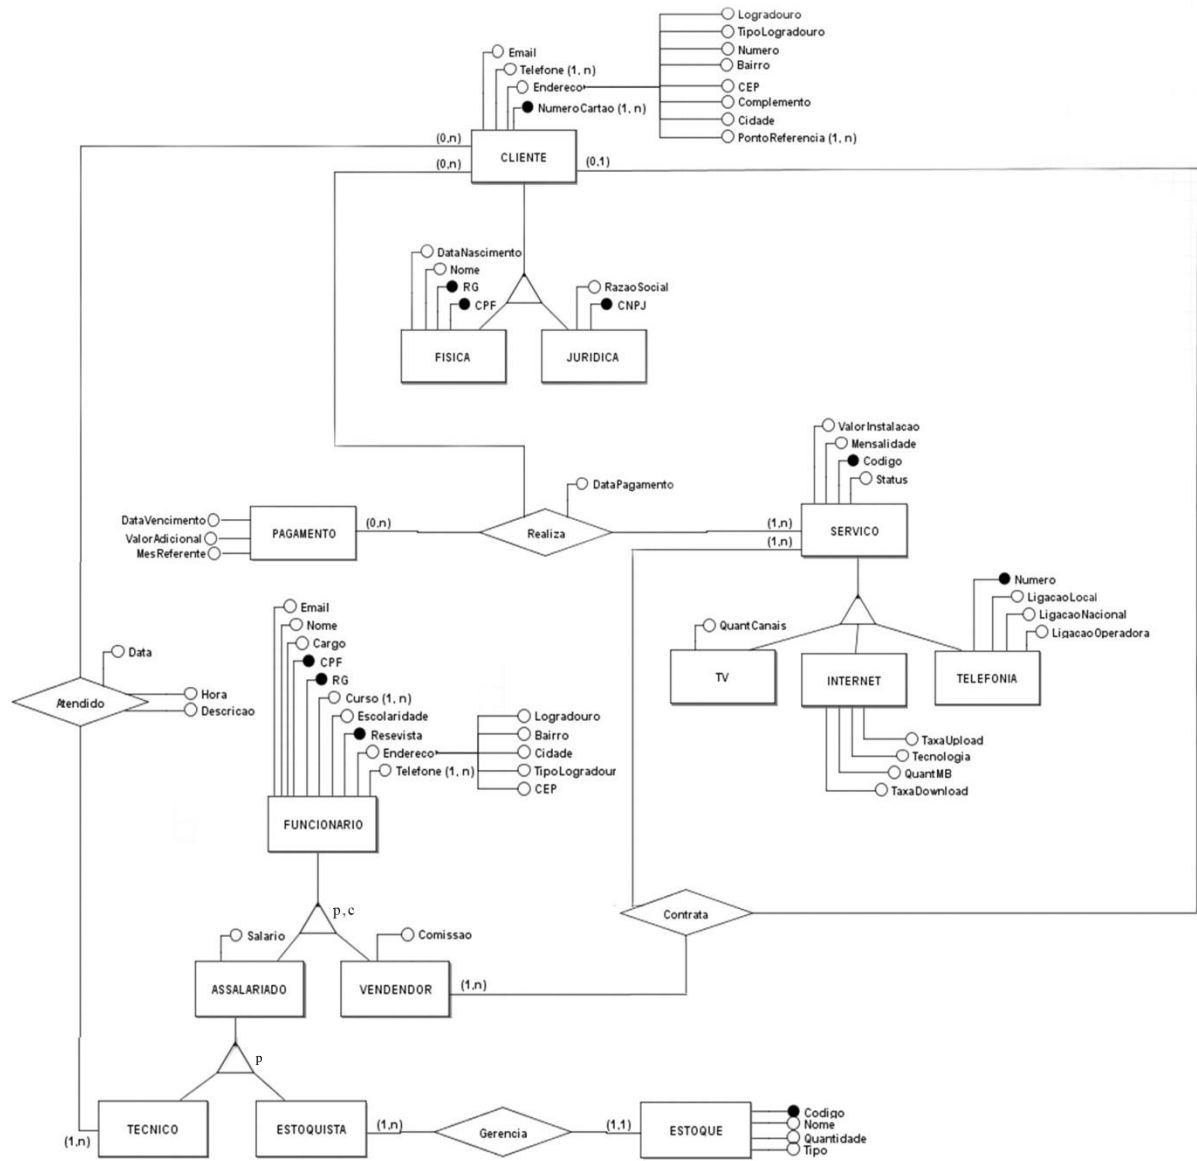 Logradouro
TipoLogradouro
Numero
Bairro
CEP
Complemento
Cidade
PontoReferencia (1, n)
Email
Telefone (1, n)
Endereco
NumeroCartao (1, n)
(0,n)
(0,n)
CLIENTE
(0,1)
DataNascimento
Nome
RG
CPF
RazaoSocial
CNPJ
FISICA
JURIDICA
ValorInstalacao
Mensalidade
Codigo
Status
DataPagamento
DataVencimento
ValorAdicional
MesReferente
PAGAMENTO
(0,n)
Realiza
(1,n)
(1,n)
SERVICO
QuantCanais
Numero
LigacaoLocal
LigacaoNacional
LigacaoOperadora
TV
INTERNET
TELEFONIA
TaxaUpload
Tecnologia
QuantMB
TaxaDownload
Data
Atendido
Hora
Descricao
Email
Nome
Cargo
CPF
RG
Curso (1, n)
Escolaridade
Resevista
Endereco
Telefone (1, n)
Logradouro
Bairro
Cidade
TipoLogradour
CEP
FUNCIONARIO
p, c
Salario
Comissao
Contrata
ASSALARIADO
VENDENDOR
(1,n)
p
(1,n)
TECNICO
ESTOQUISTA
(1,n)
Gerencia
(1,1)
ESTOQUE
Codigo
Nome
Quantidade
Tipo